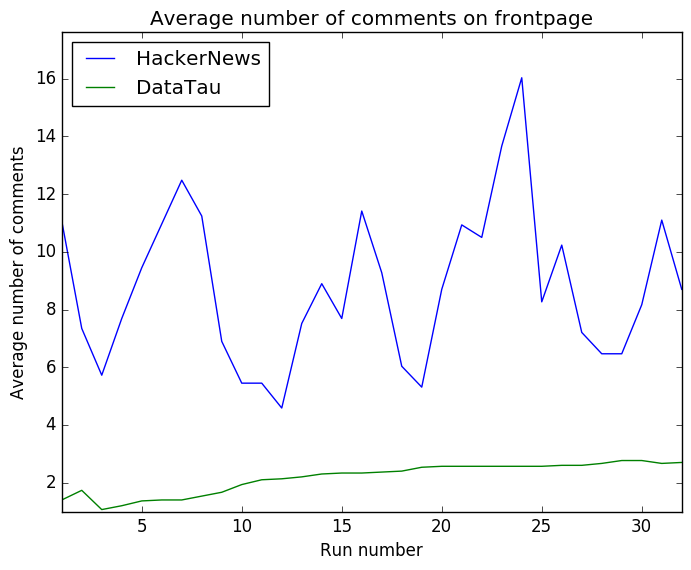 Average number of comments on frontpage
HackerNews
DataTau
Average number of comments
16
14
12
10
8
6
4
2
5
10
15
20
25
30
Run number